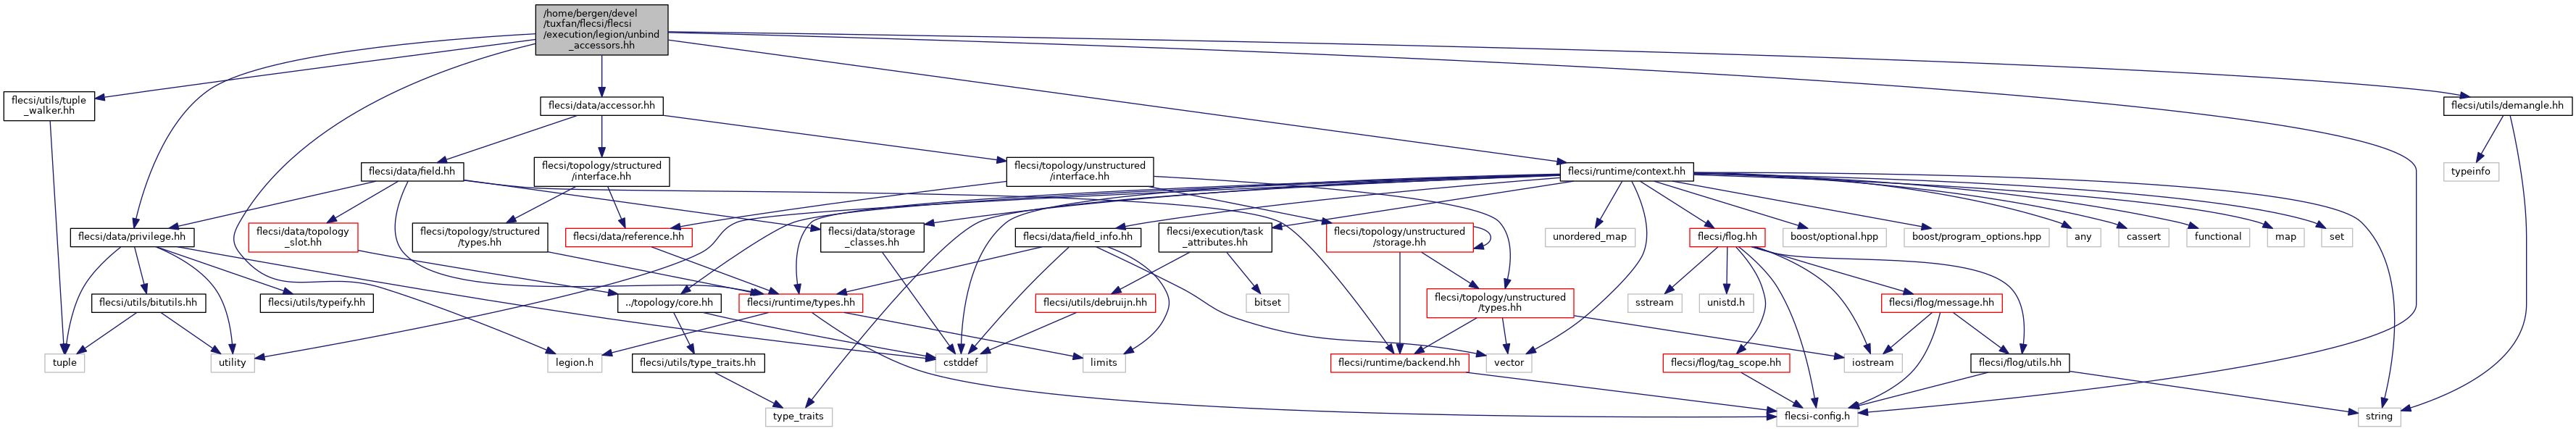 /home/bergen/devel
/tuxfan/flecsi/flecsi
/execution/legion/unbind
_accessors.hh
flecsi/utils/tuple
_walker.hh
flecsi/data/accessor.hh
flecsi/utils/demangle.hh
flecsi/data/field.hh
flecsi/topology/structured
/interface.hh
flecsi/topology/unstructured
/interface.hh
flecsi/runtime/context.hh
typeinfo
flecsi/data/privilege.hh
flecsi/data/topology
_slot.hh
flecsi/topology/structured
/types.hh
flecsi/data/reference.hh
flecsi/data/storage
_classes.hh
flecsi/data/field_info.hh
flecsi/execution/task
_attributes.hh
flecsi/topology/unstructured
/storage.hh
unordered_map
flecsi/flog.hh
boost/optional.hpp
boost/program_options.hpp
any
cassert
functional
map
set
flecsi/utils/bitutils.hh
flecsi/utils/typeify.hh
../topology/core.hh
flecsi/runtime/types.hh
flecsi/utils/debruijn.hh
bitset
flecsi/topology/unstructured
/types.hh
sstream
unistd.h
flecsi/flog/message.hh
tuple
utility
legion.h
flecsi/utils/type_traits.hh
cstddef
limits
flecsi/runtime/backend.hh
vector
flecsi/flog/tag_scope.hh
iostream
flecsi/flog/utils.hh
type_traits
flecsi-config.h
string